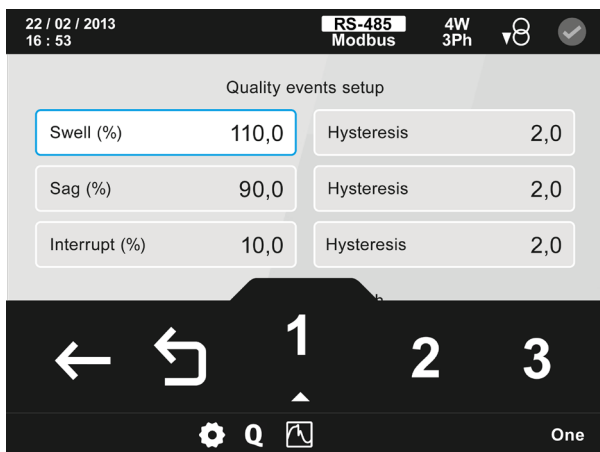 22 / 02 / 2013
16 : 53
RS-485
Modbus
4W
3Ph
Quality events setup
Swell (%) 110,0 Hysteresis 2,0
Sag (%) 90,0 Hysteresis 2,0
Interrupt (%) 10,0 Hysteresis 2,0
1 2 3
Q
One